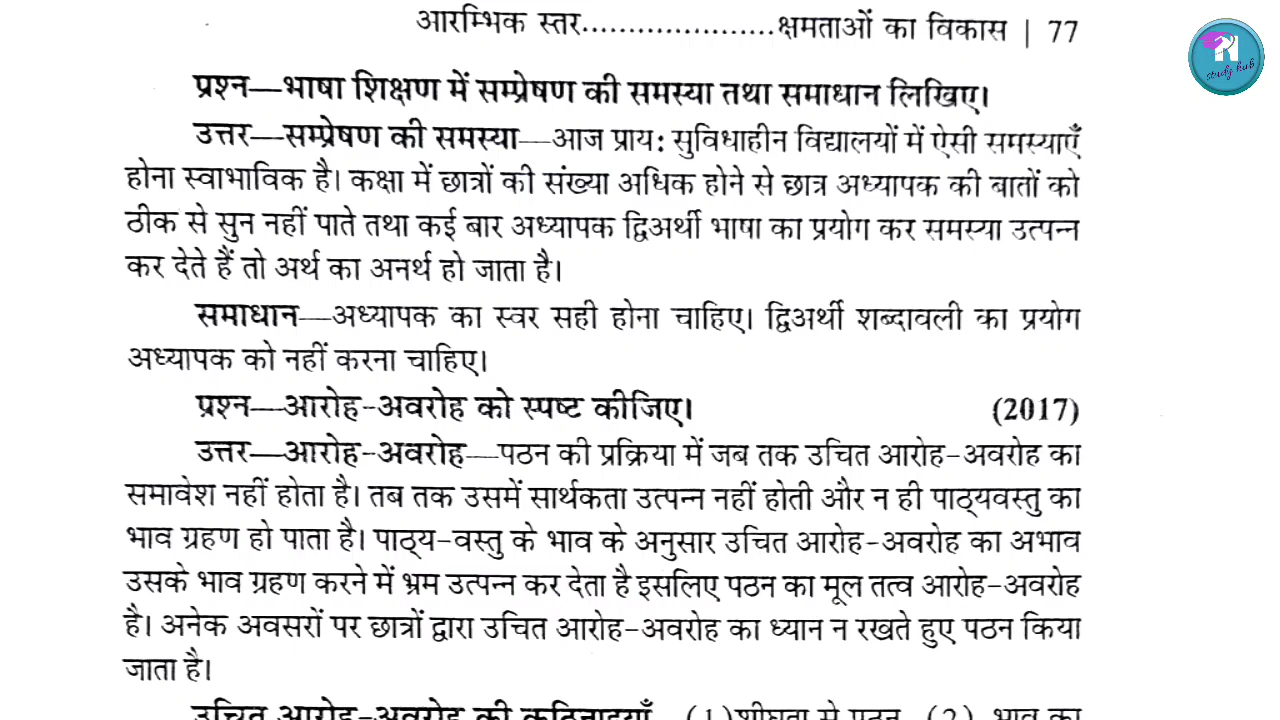 आरम्भिक स्तर.....................क्षमताओं का विकास | 77
N
study hub
प्रश्न—भाषा शिक्षण में सम्प्रेषण की समस्या तथा समाधान लिखिए।
उत्तर—सम्प्रेषण की समस्या—आज प्राय: सुविधाहीन विद्यालयों में ऐसी समस्याएँ
होना स्वाभाविक है। कक्षा में छात्रों की संख्या अधिक होने से छात्र अध्यापक की बातों को
ठीक से सुन नहीं पाते तथा कई बार अध्यापक द्विअर्थी भाषा का प्रयोग कर समस्या उत्पन्न
कर देते हैं तो अर्थ का अनर्थ हो जाता है।
समाधान—अध्यापक का स्वर सही होना चाहिए। द्विअर्थी शब्दावली का प्रयोग
अध्यापक को नहीं करना चाहिए।
प्रश्न—आरोह-अवरोह को स्पष्ट कीजिए। (2017)
उत्तर—आरोह-अवरोह—पठन की प्रक्रिया में जब तक उचित आरोह-अवरोह का
समावेश नहीं होता है। तब तक उसमें सार्थकता उत्पन्न नहीं होती और न ही पाठ्यवस्तु का
भाव ग्रहण हो पाता है। पाठ्य-वस्तु के भाव के अनुसार उचित आरोह-अवरोह का अभाव
उसके भाव ग्रहण करने में भ्रम उत्पन्न कर देता है इसलिए पठन का मूल तत्व आरोह-अवरोह
है। अनेक अवसरों पर छात्रों द्वारा उचित आरोह-अवरोह का ध्यान न रखते हुए पठन किया
जाता है।
उचित आरोह-अवरोह की कठिनाइयाँ (1) शीघ्रता से पठन (2) भाव का